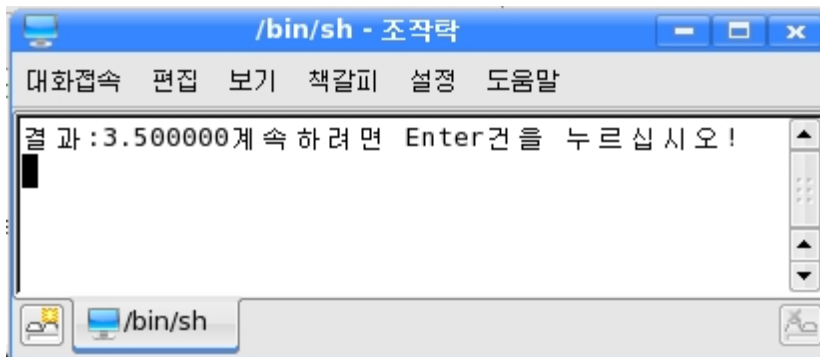 /bin/sh - 조작탁
대화접속 편집 보기 책갈피 설정 도움말
결과:3.500000계속하려면 Enter건을 누르십시오!
/bin/sh